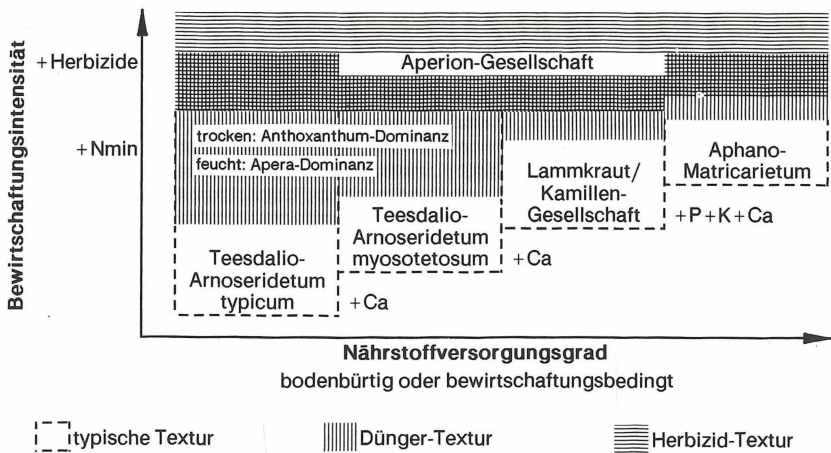 Bewirtschaftungsintensität
+Herbizide
+Nmin
Aperion-Gesellschaft
trocken: Anthoxanthum-Dominanz
feucht: Apera-Dominanz
Teesdalio-
Arnoseridetum
typicum
+Ca
Teesdalio-
Arnoseridetum
myosotetosum
+Ca
Lammkraut/
Kamillen-
Gesellschaft
+P+K+Ca
Aphano-
Matricarietum
Nährstoffversorgungsgrad
bodenbürtig oder bewirtschaftungsbedingt
typische Textur
Dünger-Textur
Herbizid-Textur